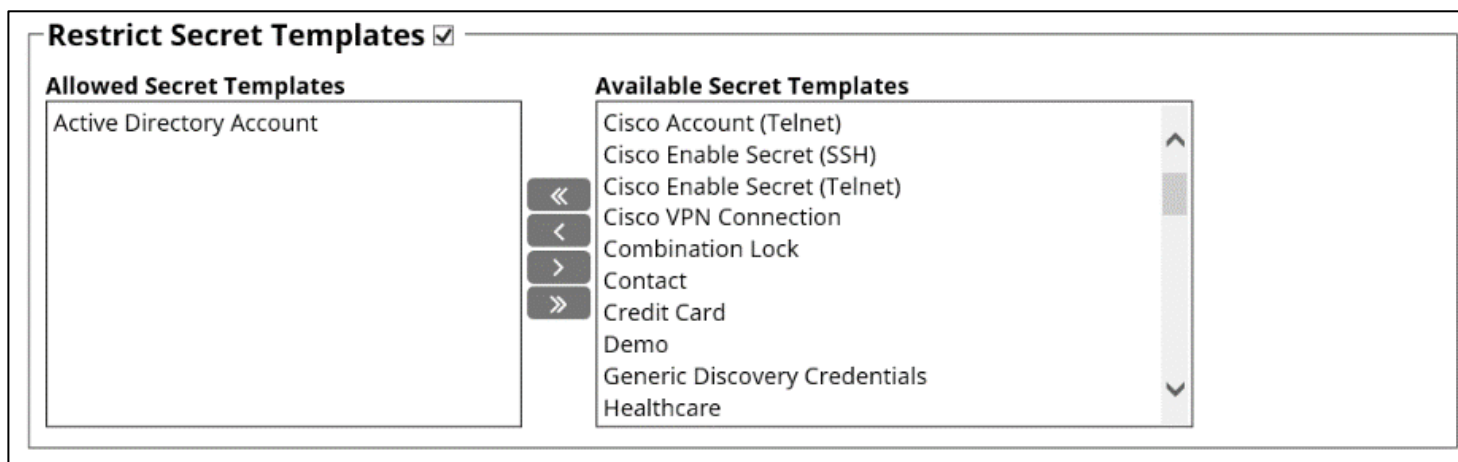 Restrict Secret Templates
Allowed Secret Templates
Active Directory Account
Available Secret Templates
Cisco Account (Telnet)
Cisco Enable Secret (SSH)
Cisco Enable Secret (Telnet)
Cisco VPN Connection
Combination Lock
Contact
Credit Card
Demo
Generic Discovery Credentials
Healthcare